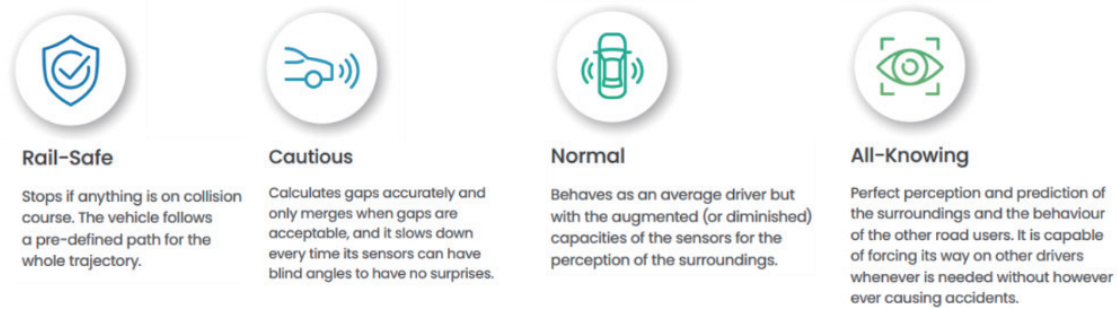 Rail-Safe
Stops if anything is on collision
course. The vehicle follows
a pre-defined path for the
whole trajectory.
Cautious
Calculates gaps accurately and
only merges when gaps are
acceptable, and it slows down
every time its sensors can have
blind angles to have no surprises.
Normal
Behaves as an average driver but
with the augmented (or diminished)
capacities of the sensors for the
perception of the surroundings.
All-Knowing
Perfect perception and prediction of
the surroundings and the behaviour
of the other road users. It is capable
of forcing its way on other drivers
whenever is needed without however
ever causing accidents.